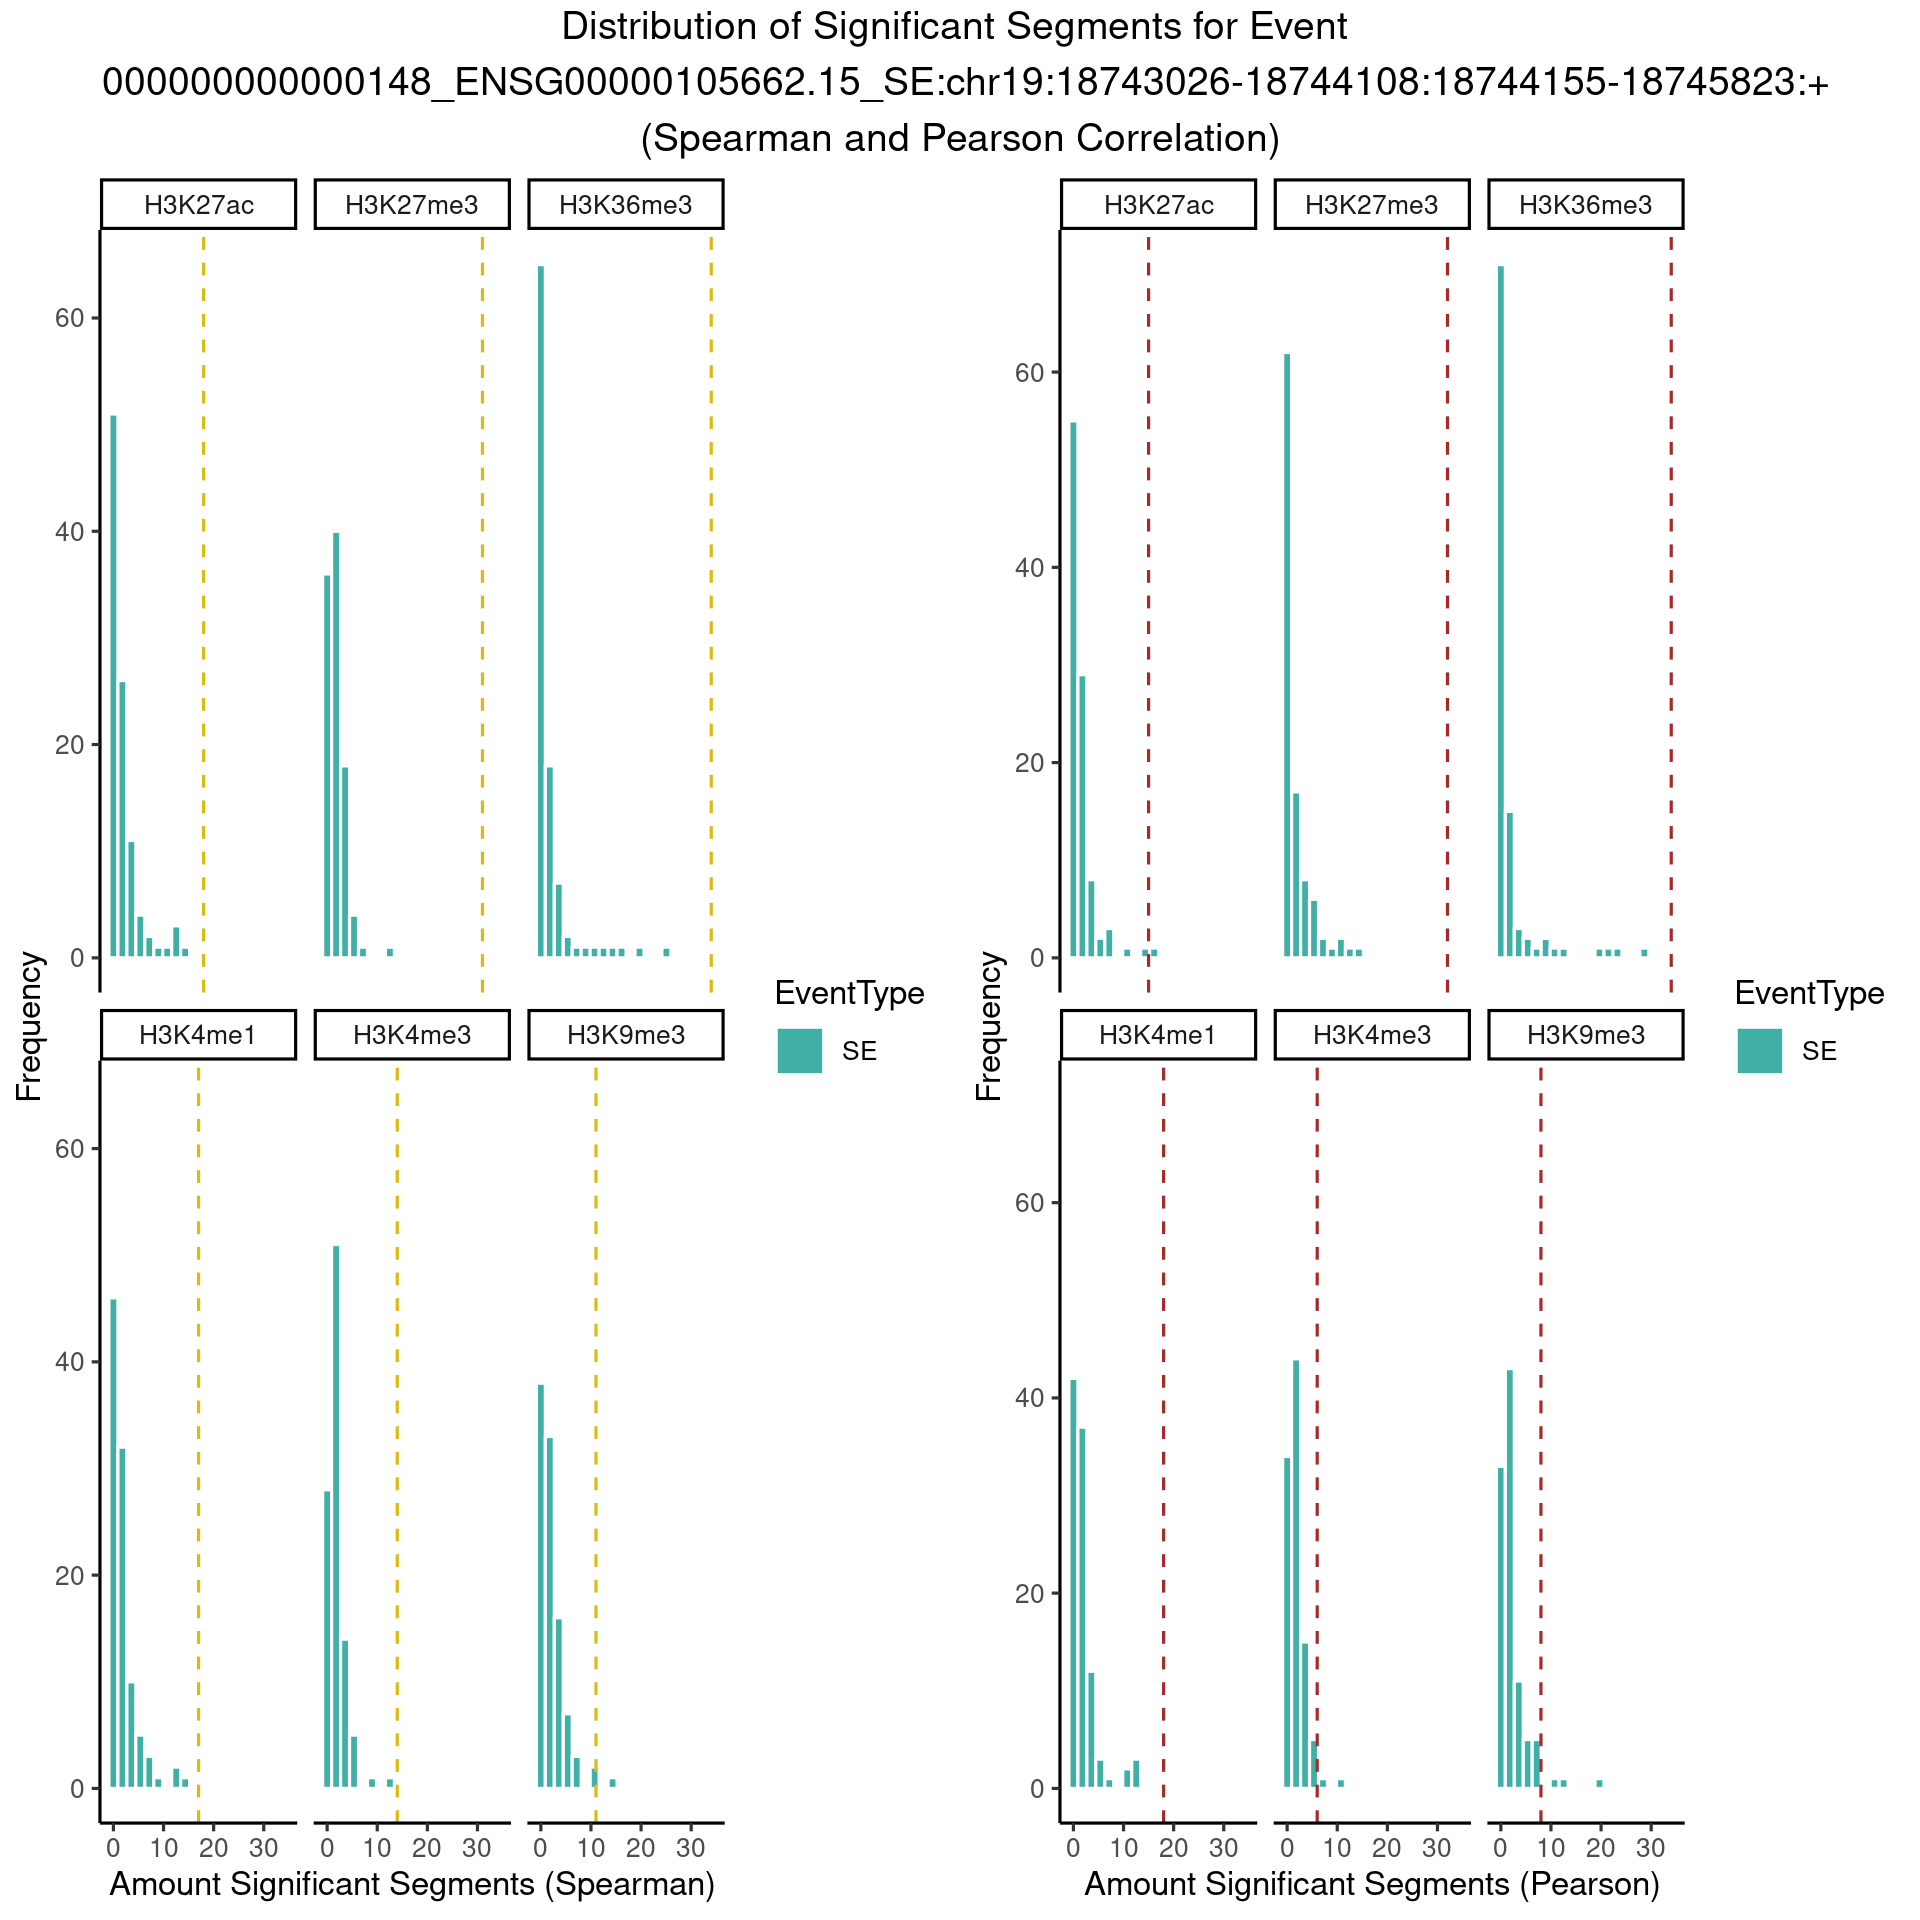 Distribution of Significant Segments for Event
000000000000148_ENSG00000105662.15_SE:chr19:18743026-18744108:18744155-18745823:+
(Spearman and Pearson Correlation)
H3K27ac
H3K27me3
H3K36me3
60
40
20
0
H3K4me1
H3K4me3
H3K9me3
60
40
20
0
0 10 20 30
0 10 20 30
0 10 20 30
Frequency
Amount Significant Segments (Spearman)
EventType
SE
H3K27ac
H3K27me3
H3K36me3
60
40
20
0
H3K4me1
H3K4me3
H3K9me3
60
40
20
0
0 10 20 30
0 10 20 30
0 10 20 30
Frequency
Amount Significant Segments (Pearson)
EventType
SE